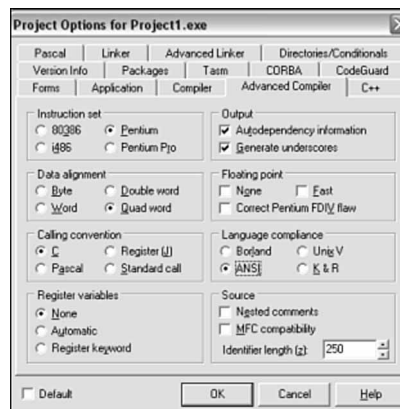 Project Options for Project1.exe
Pascal Linker Advanced Linker Directories/Conditionals
Version Info Packages Tasm CORBA CodeGuard
Forms Application Compiler Advanced Compiler C++
Instruction set
80386 Pentium
i486 Pentium Pro
Output
Autodependency information
Generate underscores
Data alignment
Byte Double word
Word Quad word
Floating point
None Fast
Correct Pentium FDIV flaw
Calling convention
C Register (J)
Pascal Standard call
Language compliance
Borland Unix V
ANSI K & R
Register variables
None
Automatic
Register keyword
Source
Nested comments
MFC compatibility
Identifier length (z): 250
Default OK Cancel Help